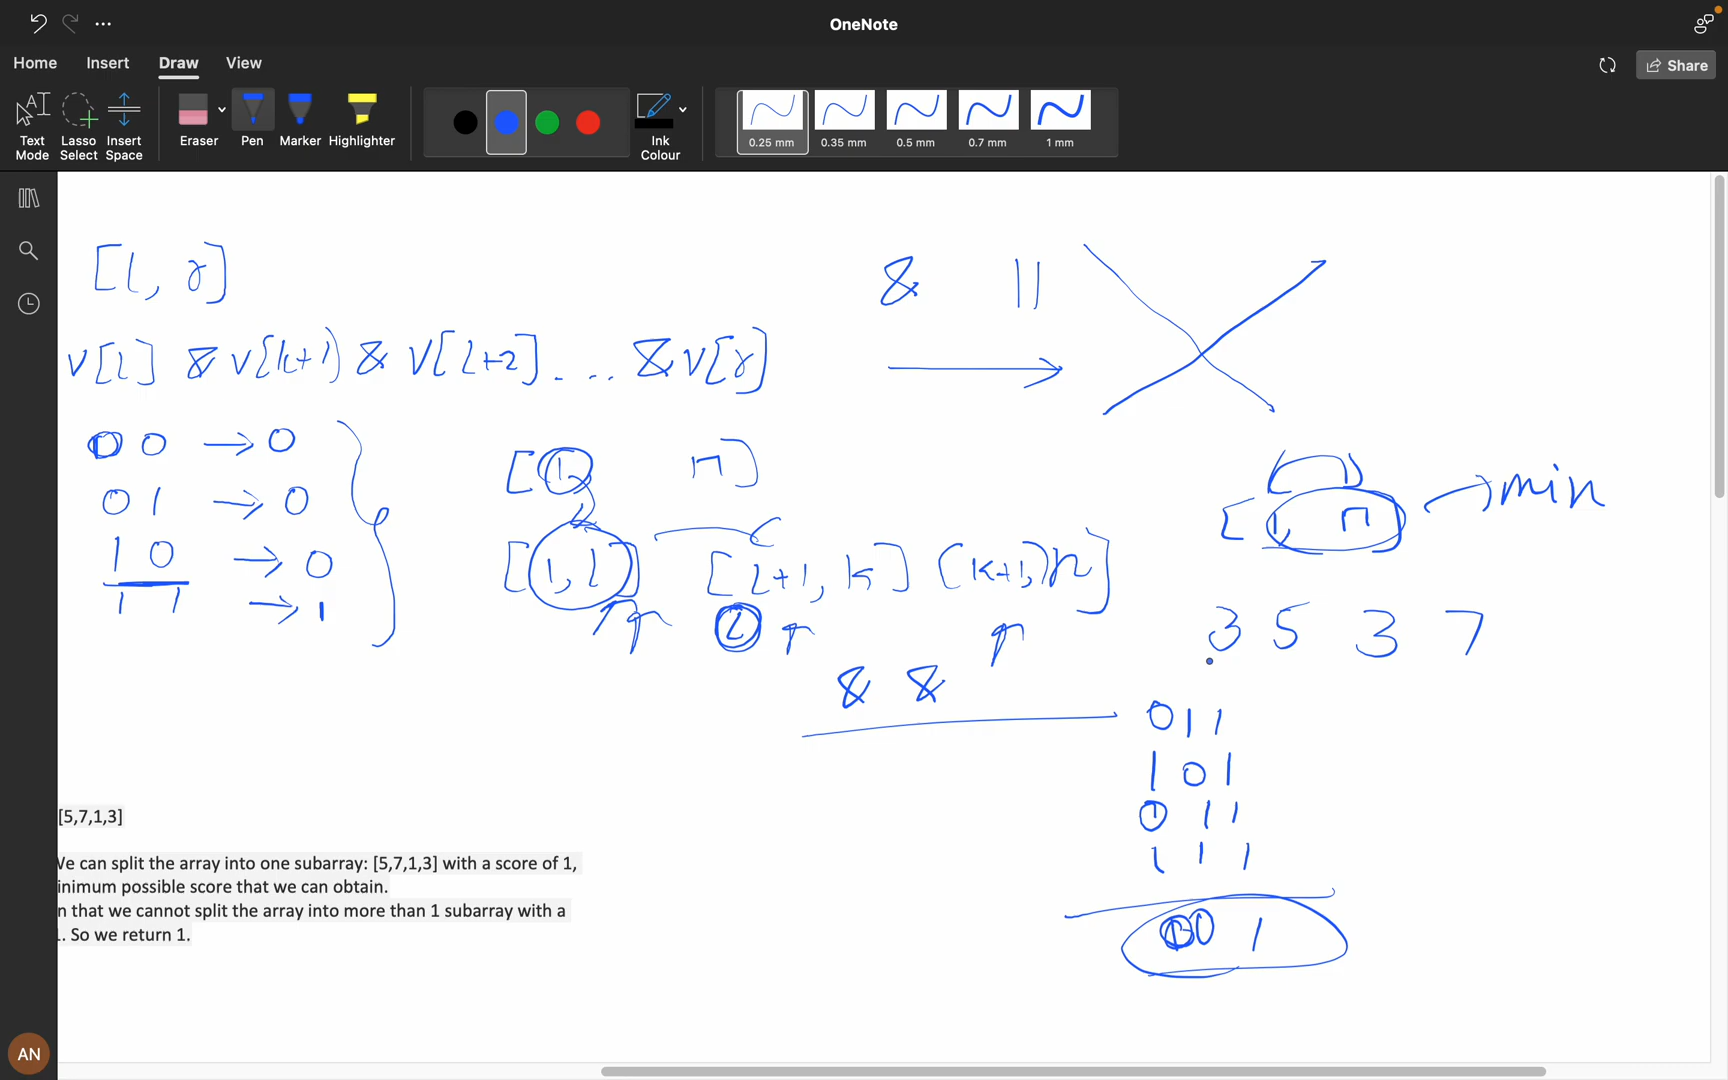 OneNote
Home Insert Draw View
Share
Text Mode
Lasso Select
Insert Space
Eraser
Pen
Marker
Highlighter
Ink Colour
0.25 mm
0.35 mm
0.5 mm
0.7 mm
1 mm
[l, r]
& ||
v[l] & v[l+1] & v[l+2] ... & v[r]
0 0 → 0
0 1 → 0
1 0 → 0
1 1 → 1
[1, n]
[1, l] [l+1, k] [k+1, n]
& &
[1, n] → min
3 5 3 7
0 1 1
1 0 1
0 1 1
1 1 1
0 0 1
[5,7,1,3]
We can split the array into one subarray: [5,7,1,3] with a score of 1,
inimum possible score that we can obtain.
n that we cannot split the array into more than 1 subarray with a
1. So we return 1.
AN